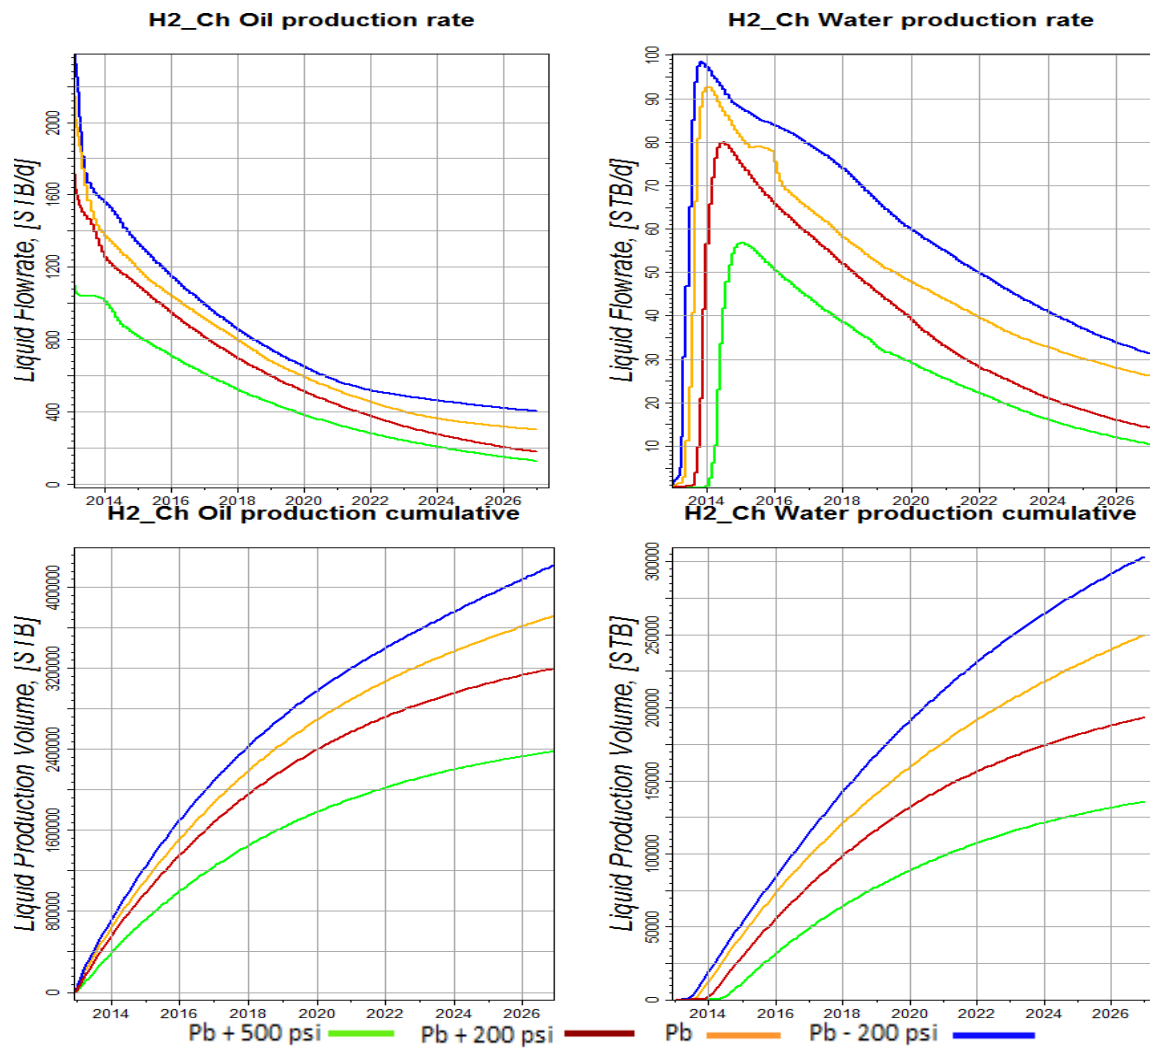 H2_Ch Oil production rate
Liquid Flowrate, [STB/d]
2000
1600
1200
800
400
0
2014 2016 2018 2020 2022 2024 2026
H2_Ch Water production rate
Liquid Flowrate, [STB/d]
100
90
80
70
60
50
40
30
20
10
2014 2016 2018 2020 2022 2024 2026
H2_Ch Oil production cumulative
Liquid Production Volume, [STB]
4000000
3200000
2400000
1600000
800000
0
2014 2016 2018 2020 2022 2024 2026
H2_Ch Water production cumulative
Liquid Production Volume, [STB]
300000
250000
200000
150000
100000
50000
0
2014 2016 2018 2020 2022 2024 2026
Pb + 500 psi Pb + 200 psi Pb Pb - 200 psi